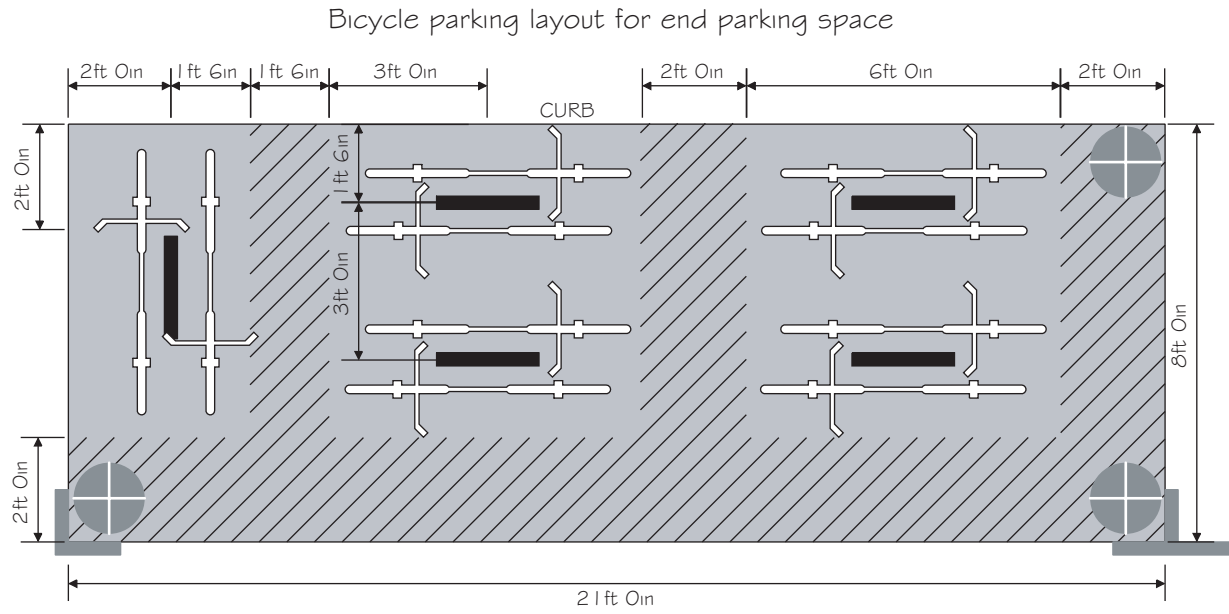 Bicycle parking layout for end parking space
2ft 0in 1ft 6in 1ft 6in 3ft 0in 2ft 0in 6ft 0in 2ft 0in
CURB
2ft 0in
1ft 6in
3ft 0in
8ft 0in
2ft 0in
21ft 0in